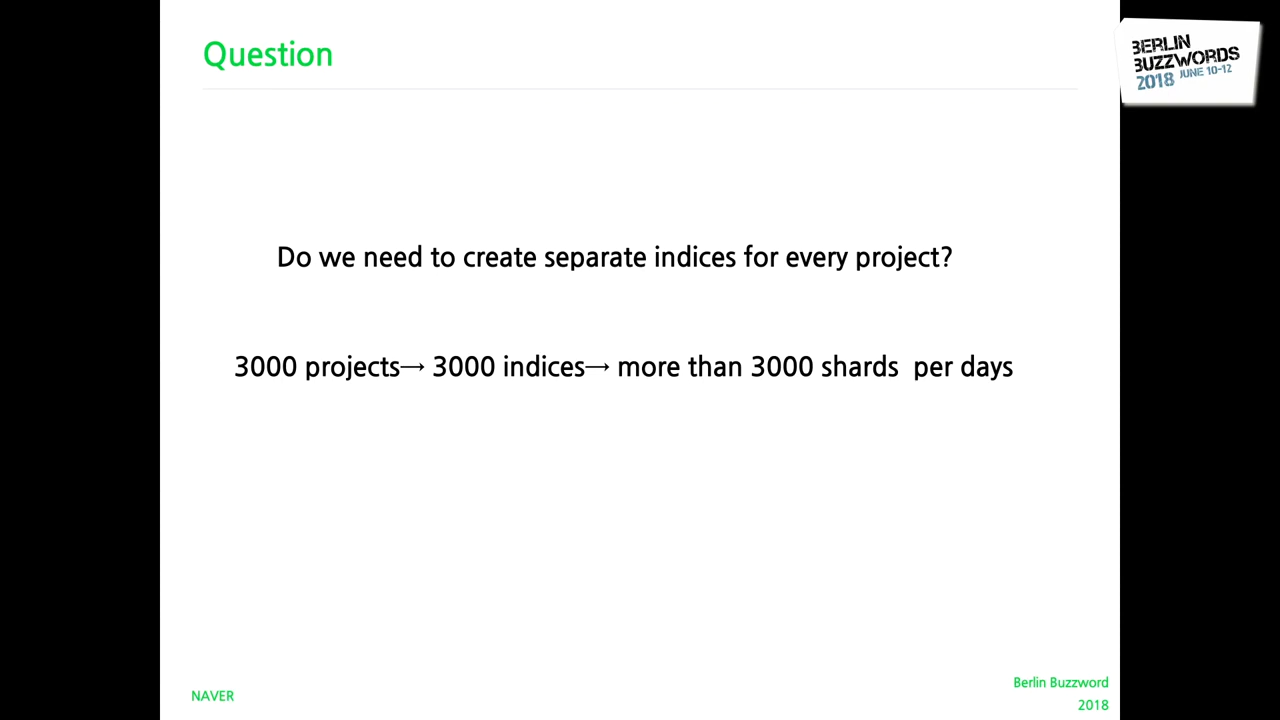 Question
BERLIN
BUZZWORDS
2018 JUNE 10-12
Do we need to create separate indices for every project?
3000 projects→ 3000 indices→ more than 3000 shards per days
NAVER
Berlin Buzzword
2018